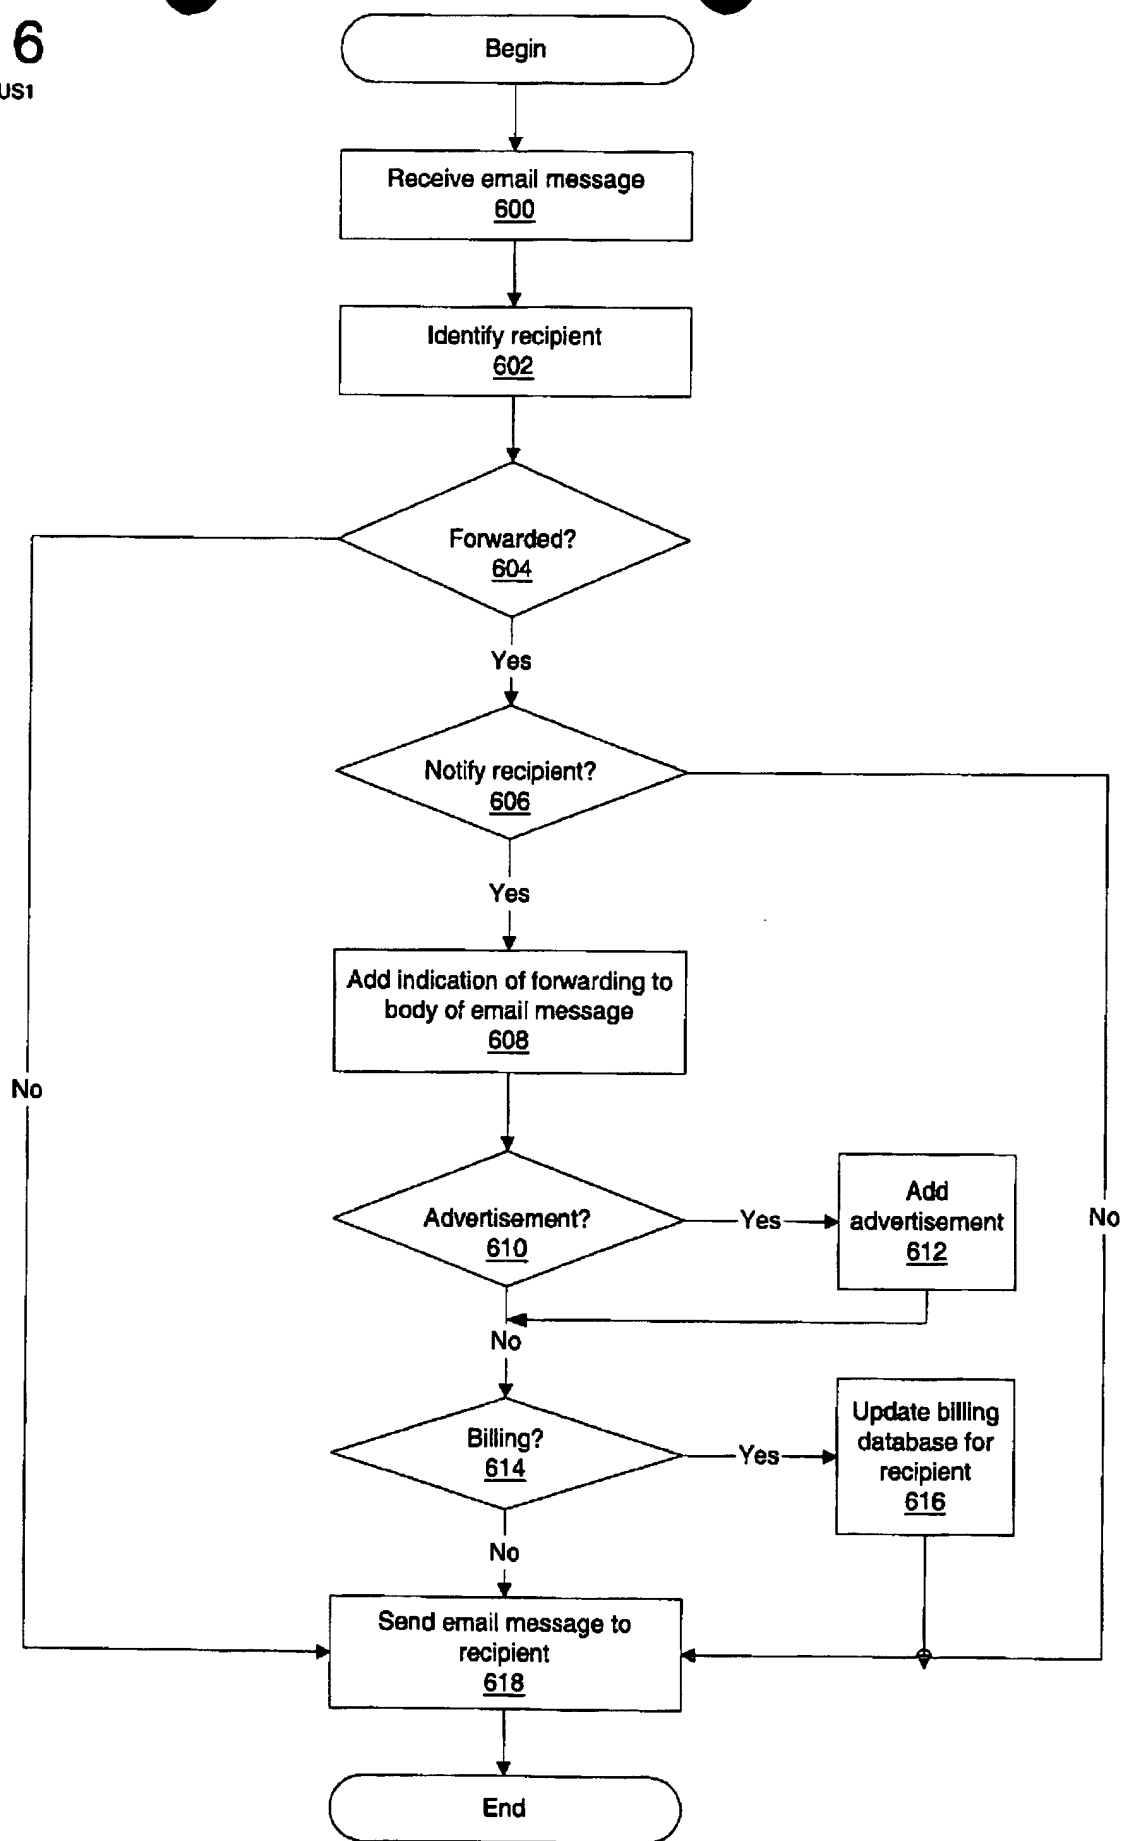 6
US1
Begin
Receive email message
600
Identify recipient
602
Forwarded?
604
Yes
Notify recipient?
606
Yes
Add indication of forwarding to
body of email message
608
No
Advertisement?
610
Yes
Add
advertisement
612
No
No
Billing?
614
Yes
Update billing
database for
recipient
616
No
Send email message to
recipient
618
End